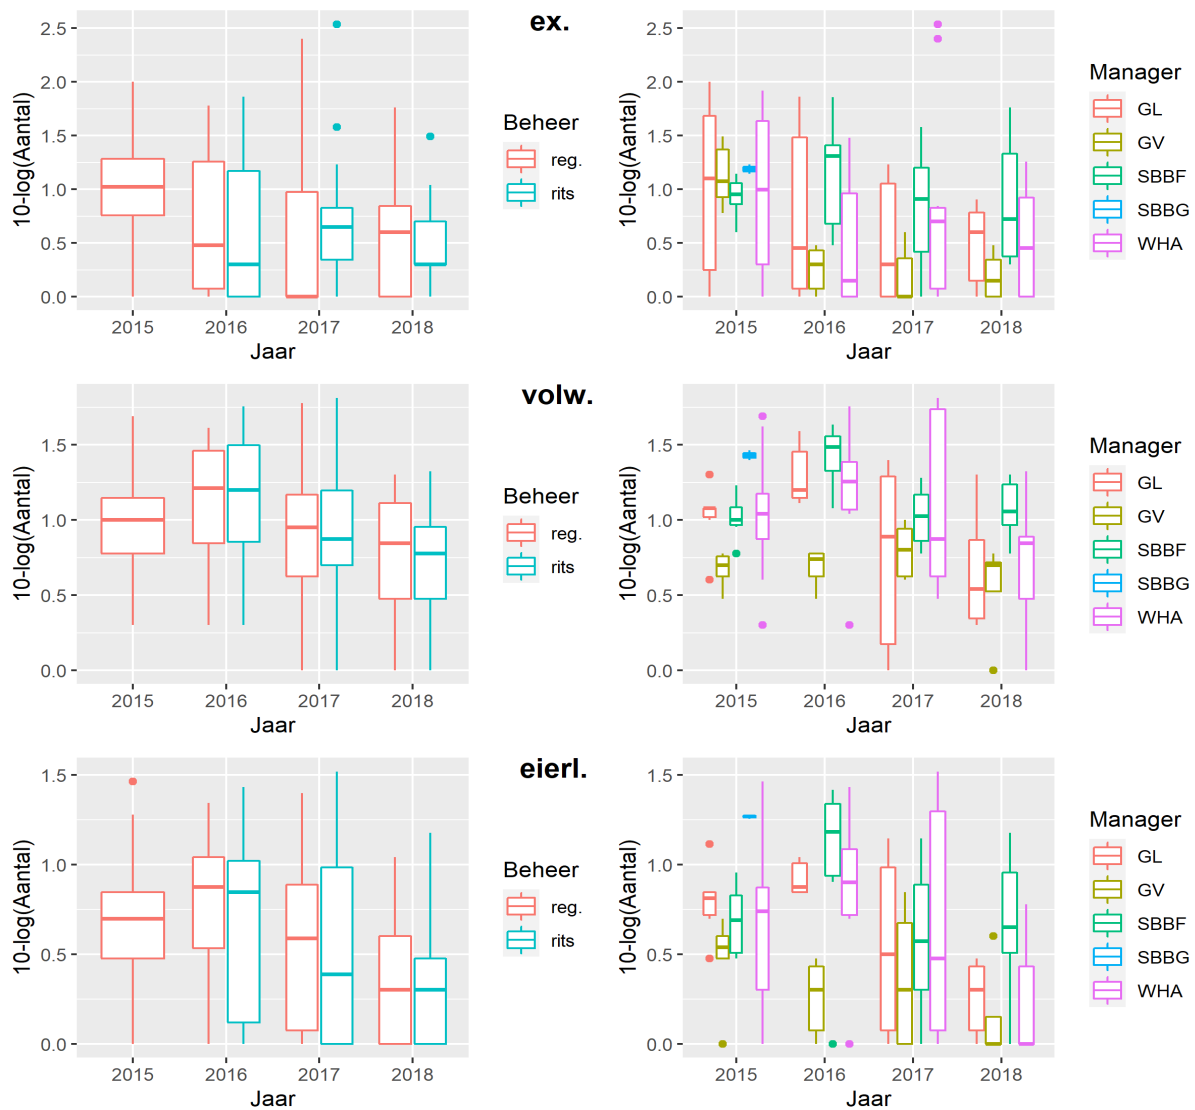 ex.
10-log(Aantal)
2.5
2.0
1.5
1.0
0.5
0.0
2015 2016 2017 2018
Jaar
Beheer
reg.
rits
10-log(Aantal)
2.5
2.0
1.5
1.0
0.5
0.0
2015 2016 2017 2018
Jaar
Manager
GL
GV
SBBF
SBBG
WHA
volw.
10-log(Aantal)
1.5
1.0
0.5
0.0
2015 2016 2017 2018
Jaar
Beheer
reg.
rits
10-log(Aantal)
1.5
1.0
0.5
0.0
2015 2016 2017 2018
Jaar
Manager
GL
GV
SBBF
SBBG
WHA
eierl.
10-log(Aantal)
1.5
1.0
0.5
0.0
2015 2016 2017 2018
Jaar
Beheer
reg.
rits
10-log(Aantal)
1.5
1.0
0.5
0.0
2015 2016 2017 2018
Jaar
Manager
GL
GV
SBBF
SBBG
WHA